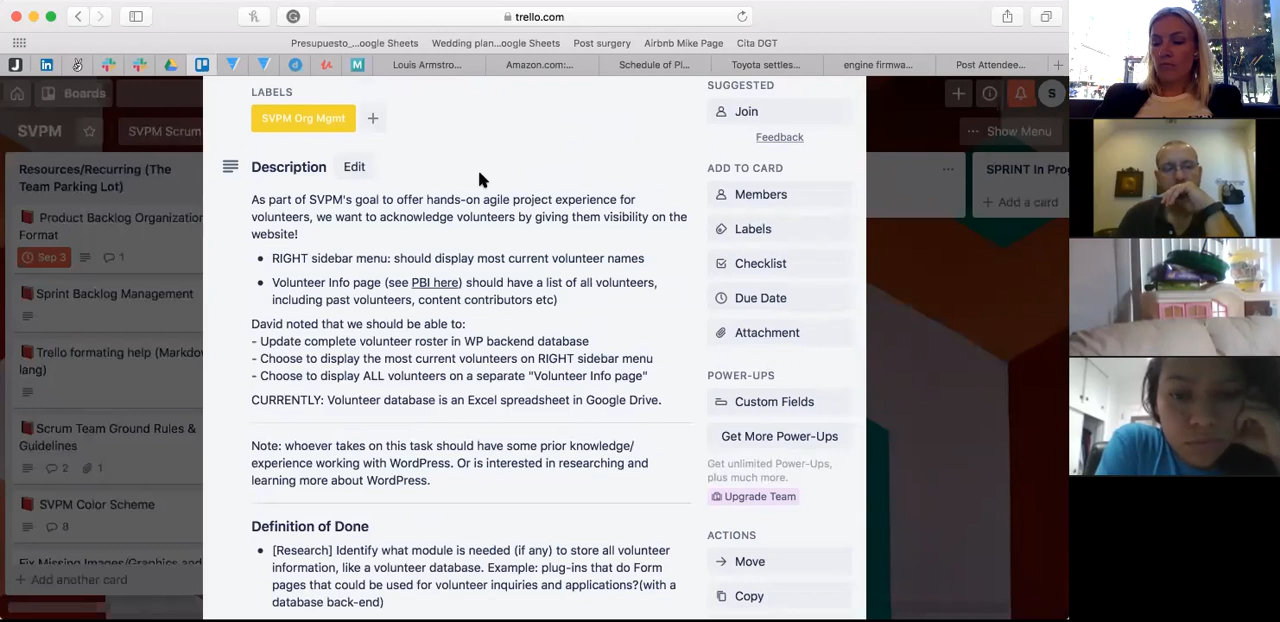 trello.com
Presupuesto_...oogle Sheets Wedding plan...oogle Sheets Post surgery Airbnb Mike Page Cita DGT
Louis Armstro... Amazon.com:... Schedule of Pi... Toyota settles... engine firmwa... Post Attendee...
Boards
S
SVPM SVPM Scrum
Show Menu
Resources/Recurring (The
Team Parking Lot)
Product Backlog Organization
Format
Sep 3 1
Sprint Backlog Management
Trello formating help (Markdow
lang)
Scrum Team Ground Rules &
Guidelines
2 1
SVPM Color Scheme
8
Fix Missing Images/Graphics and
+ Add another card
LABELS
SVPM Org Mgmt +
Description Edit
As part of SVPM's goal to offer hands-on agile project experience for
volunteers, we want to acknowledge volunteers by giving them visibility on the
website!
• RIGHT sidebar menu: should display most current volunteer names
• Volunteer Info page (see PBI here) should have a list of all volunteers,
including past volunteers, content contributors etc)
David noted that we should be able to:
- Update complete volunteer roster in WP backend database
- Choose to display the most current volunteers on RIGHT sidebar menu
- Choose to display ALL volunteers on a separate "Volunteer Info page"
CURRENTLY: Volunteer database is an Excel spreadsheet in Google Drive.
Note: whoever takes on this task should have some prior knowledge/
experience working with WordPress. Or is interested in researching and
learning more about WordPress.
Definition of Done
• [Research] Identify what module is needed (if any) to store all volunteer
information, like a volunteer database. Example: plug-ins that do Form
pages that could be used for volunteer inquiries and applications?(with a
database back-end)
SUGGESTED
Join
Feedback
ADD TO CARD
Members
Labels
Checklist
Due Date
Attachment
POWER-UPS
Custom Fields
Get More Power-Ups
Get unlimited Power-Ups,
plus much more.
Upgrade Team
ACTIONS
Move
Copy
SPRINT In Prog
+ Add a card